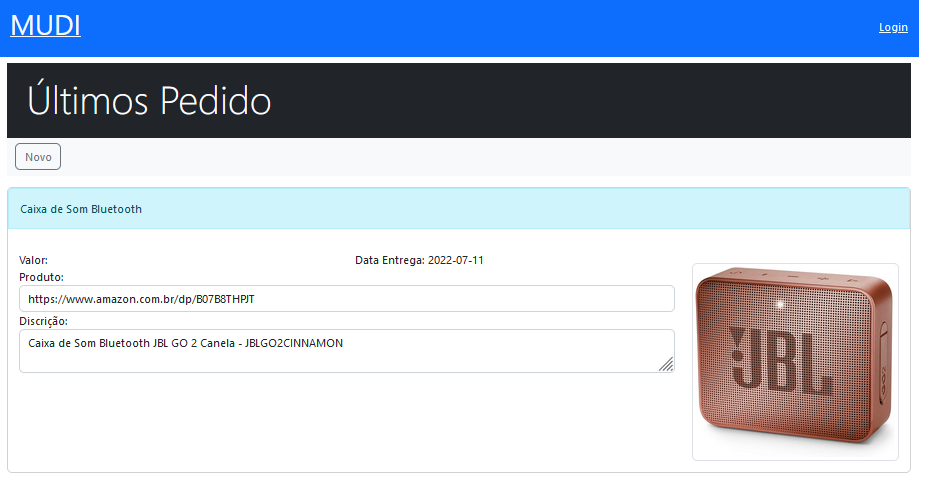 MUDI
Login
Últimos Pedido
Novo
Caixa de Som Bluetooth
Valor:
Data Entrega: 2022-07-11
Produto:
https://www.amazon.com.br/dp/B07B8THPJT
Discrição:
Caixa de Som Bluetooth JBL GO 2 Canela - JBLGO2CINNAMON
JBL
GO2